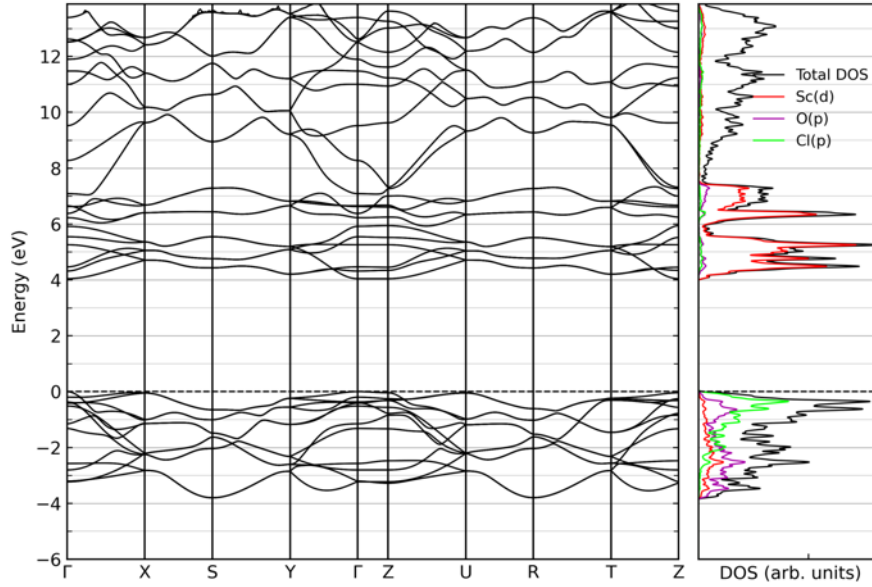 12
10
8
6
4
2
0
−2
−4
−6
Energy (eV)
Γ X S Y Γ Z U R T Z
Total DOS
Sc(d)
O(p)
Cl(p)
DOS (arb. units)